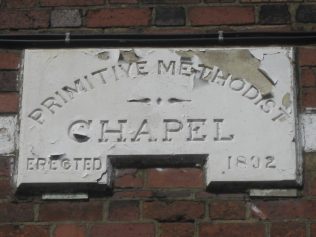 PRIMITIVE METHODIST
CHAPEL
ERECTED 1892